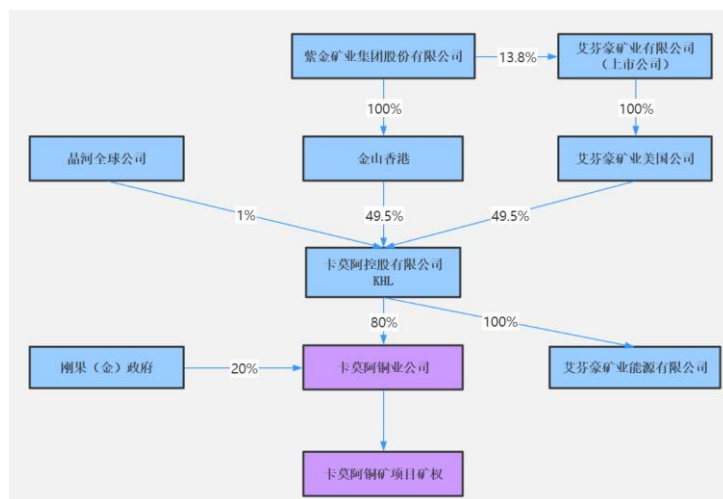 紫金矿业集团股份有限公司
13.8%
艾芬豪矿业有限公司
（上市公司）
100%
100%
晶河全球公司
金山香港
艾芬豪矿业美国公司
1%
49.5%
49.5%
卡莫阿控股有限公司
KHL
80%
100%
刚果（金）政府
20%
卡莫阿铜业公司
艾芬豪矿业能源有限公司
卡莫阿铜矿项目矿权